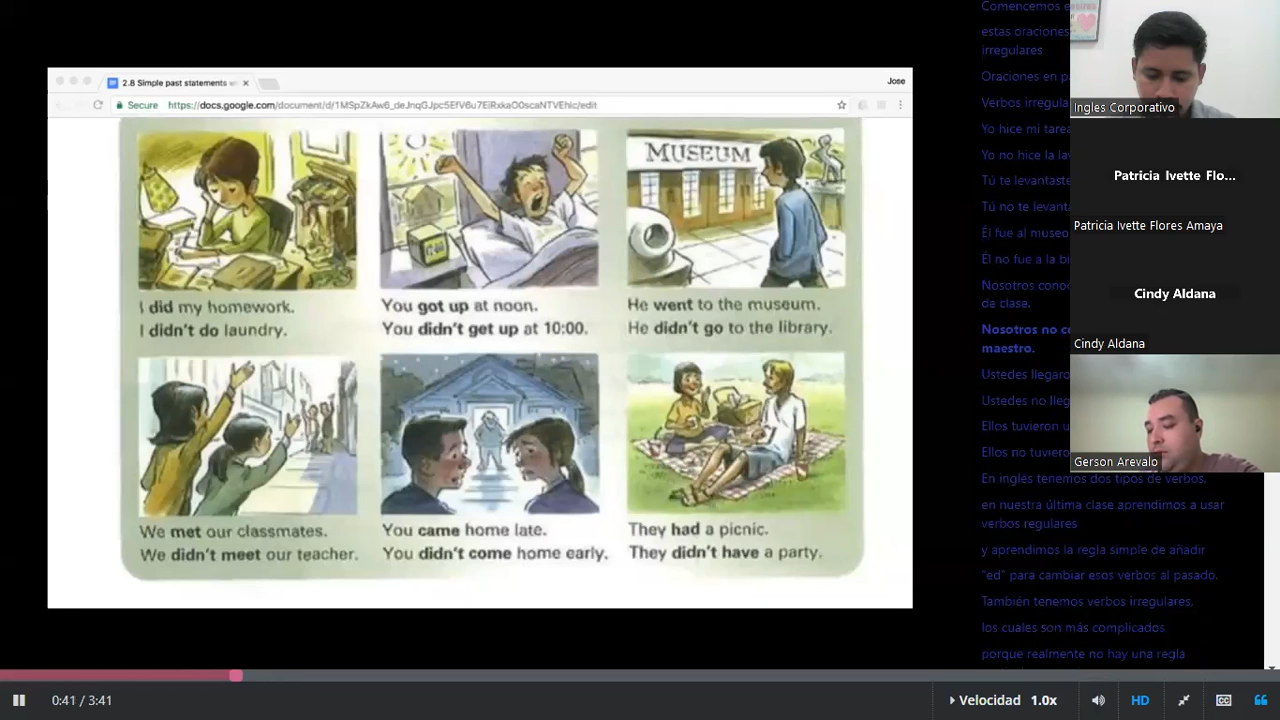 2.8 Simple past statements
Jose
Secure
https://docs.google.com/document/d/1MSpZkAw6_deJnqGJpc5EfV6u7EiRxkaO0scaNTVEhic/edit
MUSEUM
I did my homework.
I didn't do laundry.
You got up at noon.
You didn't get up at 10:00.
He went to the museum.
He didn't go to the library.
We met our classmates.
We didn't meet our teacher.
You came home late.
You didn't come home early.
They had a picnic.
They didn't have a party.
Comencemos
estas oraciones
irregulares
Oraciones en
Verbos
Yo hice mi
Yo no hice la
Tú te levantaste
Tú no te
Él fue al museo
Él no fue a la
Nosotros
de clase.
Nosotros no
maestro.
Ustedes
Ustedes no
Ellos tuvieron
Ellos no
En inglés tenemos dos tipos de verbos.
en nuestra última clase aprendimos a usar
verbos regulares
y aprendimos la regla simple de añadir
"ed" para cambiar esos verbos al pasado.
También tenemos verbos irregulares,
los cuales son más complicados
porque realmente no hay una regla
Ingles Corporativo
Patricia Ivette Flo...
Patricia Ivette Flores Amaya
Cindy Aldana
Cindy Aldana
Gerson Arevalo
0:41 / 3:41
Velocidad 1.0x
HD
CC